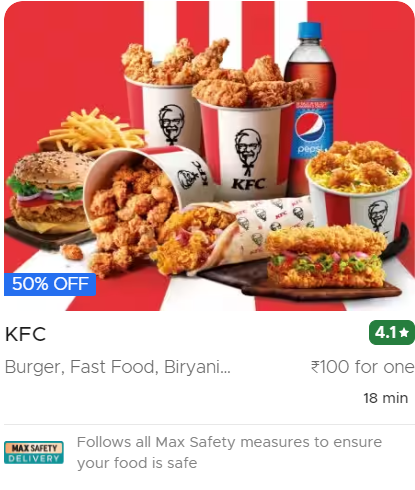 pepsi
KFC
50% OFF
KFC
4.1★
Burger, Fast Food, Biryani...
₹100 for one
18 min
MAX SAFETY
DELIVERY
Follows all Max Safety measures to ensure
your food is safe